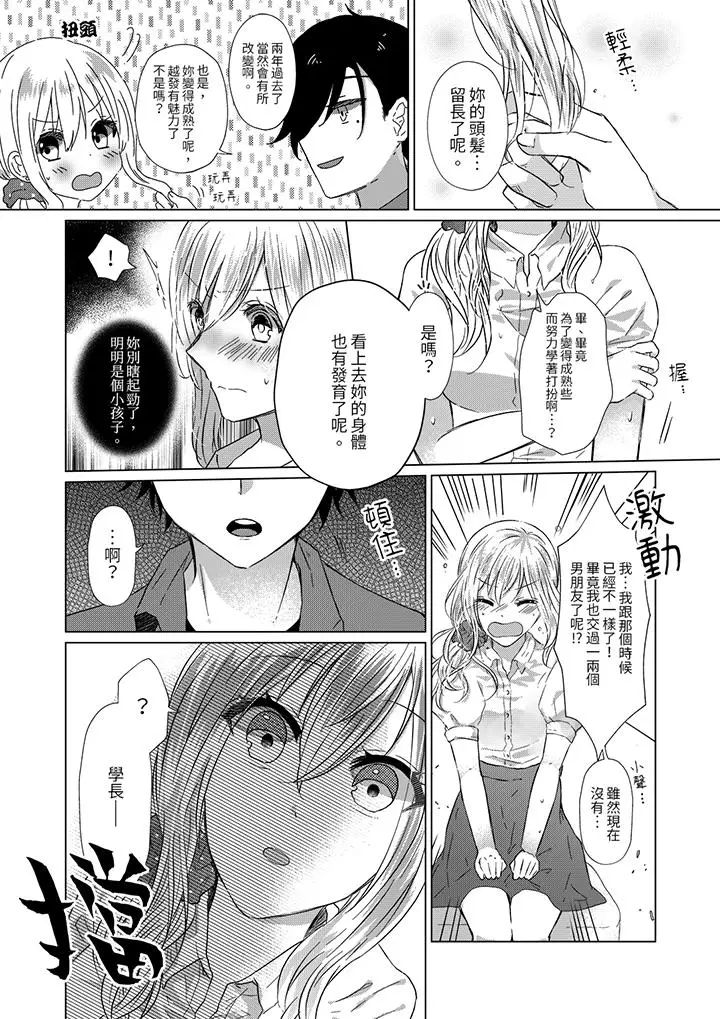 輕柔…
妳的頭髮…
留長了呢。
兩年過去了
當然會有所
改變啊。
扭頭
也是，
妳變得成熟了呢，
越發有魅力了
不是嗎？
玩弄
玩弄
握…
畢、畢竟
為了變得成熟些
而努力學著打扮啊…？
是嗎？
看上去妳的身體
也有發育了呢。
！
妳別瞎起勁了，
明明是個小孩子。
激動
我…我跟那個時候
已經不一樣了！
畢竟我也交過一兩個
男朋友了呢!?
小聲…
雖然現在
沒有…
頓住…
…啊？
？
學長—
擋